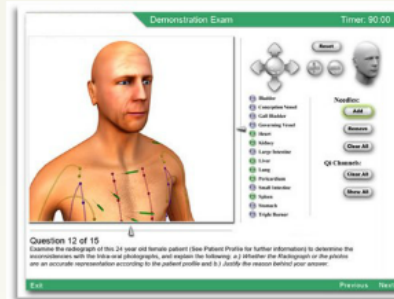 Demonstration Exam
Timer: 90:00
Reset
Bladder
Conception Vessel
Gall Bladder
Governing Vessel
Heart
Kidney
Large Intestine
Liver
Lung
Pericardium
Small Intestine
Spleen
Stomach
Triple Burner
Needles:
Add
Remove
Clear All
Qi Channels:
Clear All
Show All
Question 12 of 15
Examine the radiograph of this 24 year old female patient (See Patient Profile for further information) to determine the
inconsistencies with the Intra-oral photographs, and explain the following: a.) Whether the Radiograph or the photos
are an accurate representation according to the patient profile and b.) Justify the reason behind your answer.
Exit
Previous
Next